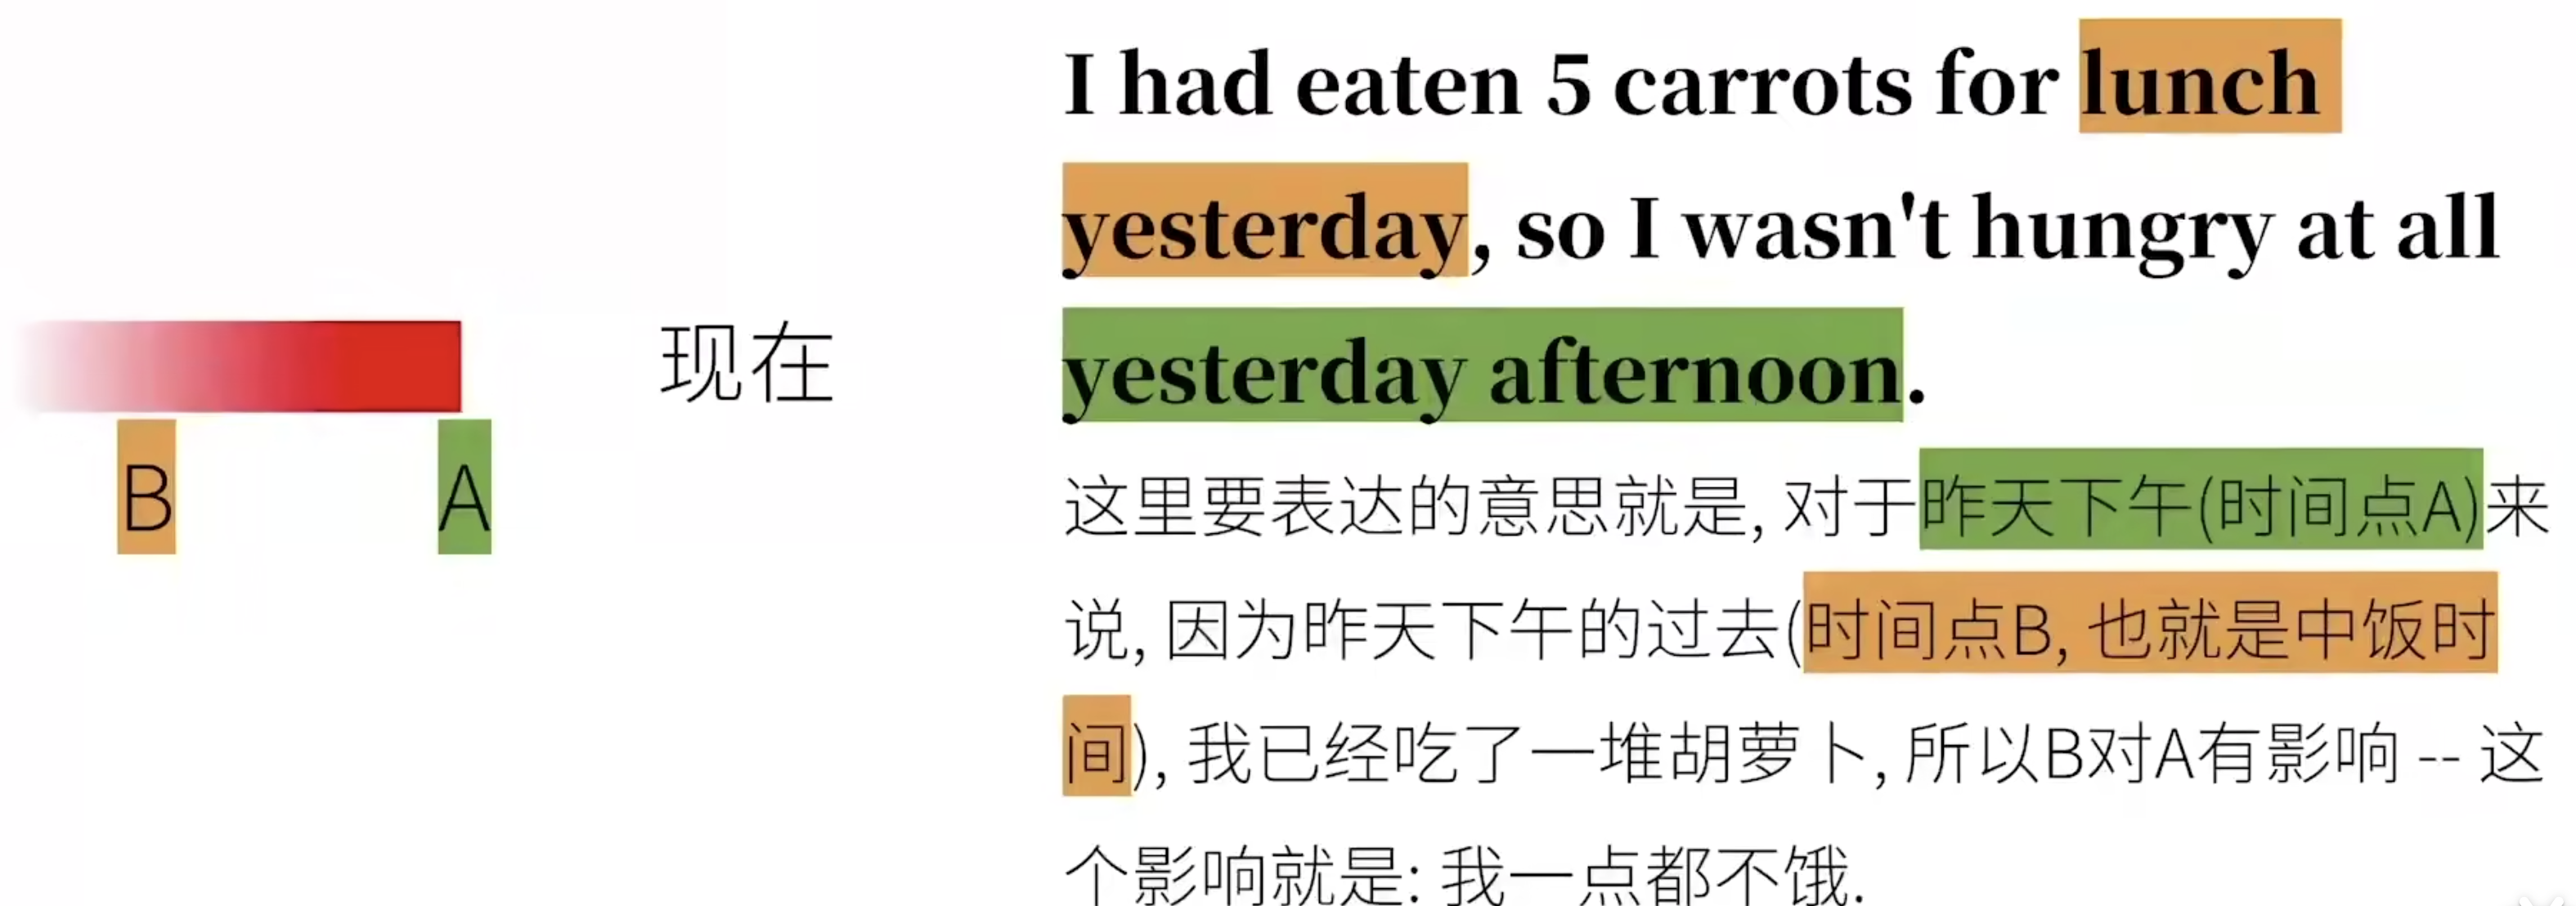 I had eaten 5 carrots for lunch
yesterday, so I wasn't hungry at all
yesterday afternoon.
现在
B
A
这里要表达的意思就是, 对于昨天下午(时间点A)来
说, 因为昨天下午的过去(时间点B, 也就是中饭时
间), 我已经吃了一堆胡萝卜, 所以B对A有影响 -- 这
个影响就是: 我一点都不饿.